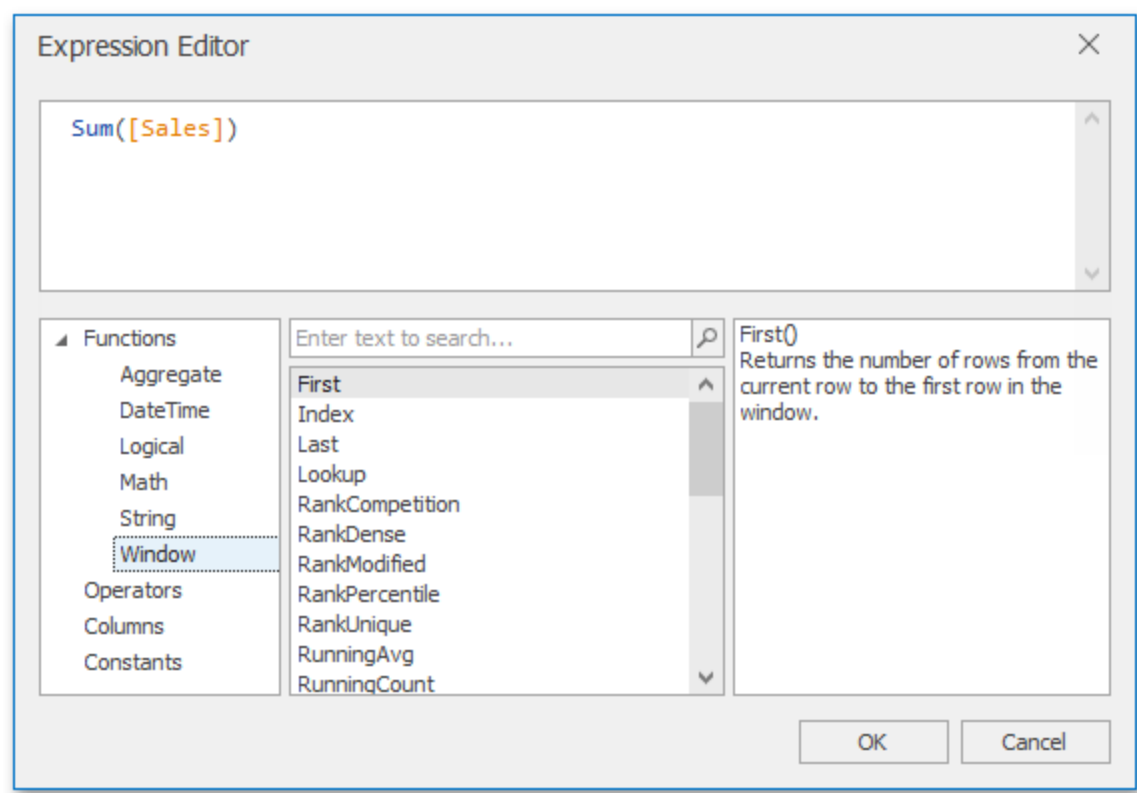 Expression Editor
Sum([Sales])
Functions
Aggregate
DateTime
Logical
Math
String
Window
Operators
Columns
Constants
Enter text to search...
First
Index
Last
Lookup
RankCompetition
RankDense
RankModified
RankPercentile
RankUnique
RunningAvg
RunningCount
First()
Returns the number of rows from the
current row to the first row in the
window.
OK
Cancel